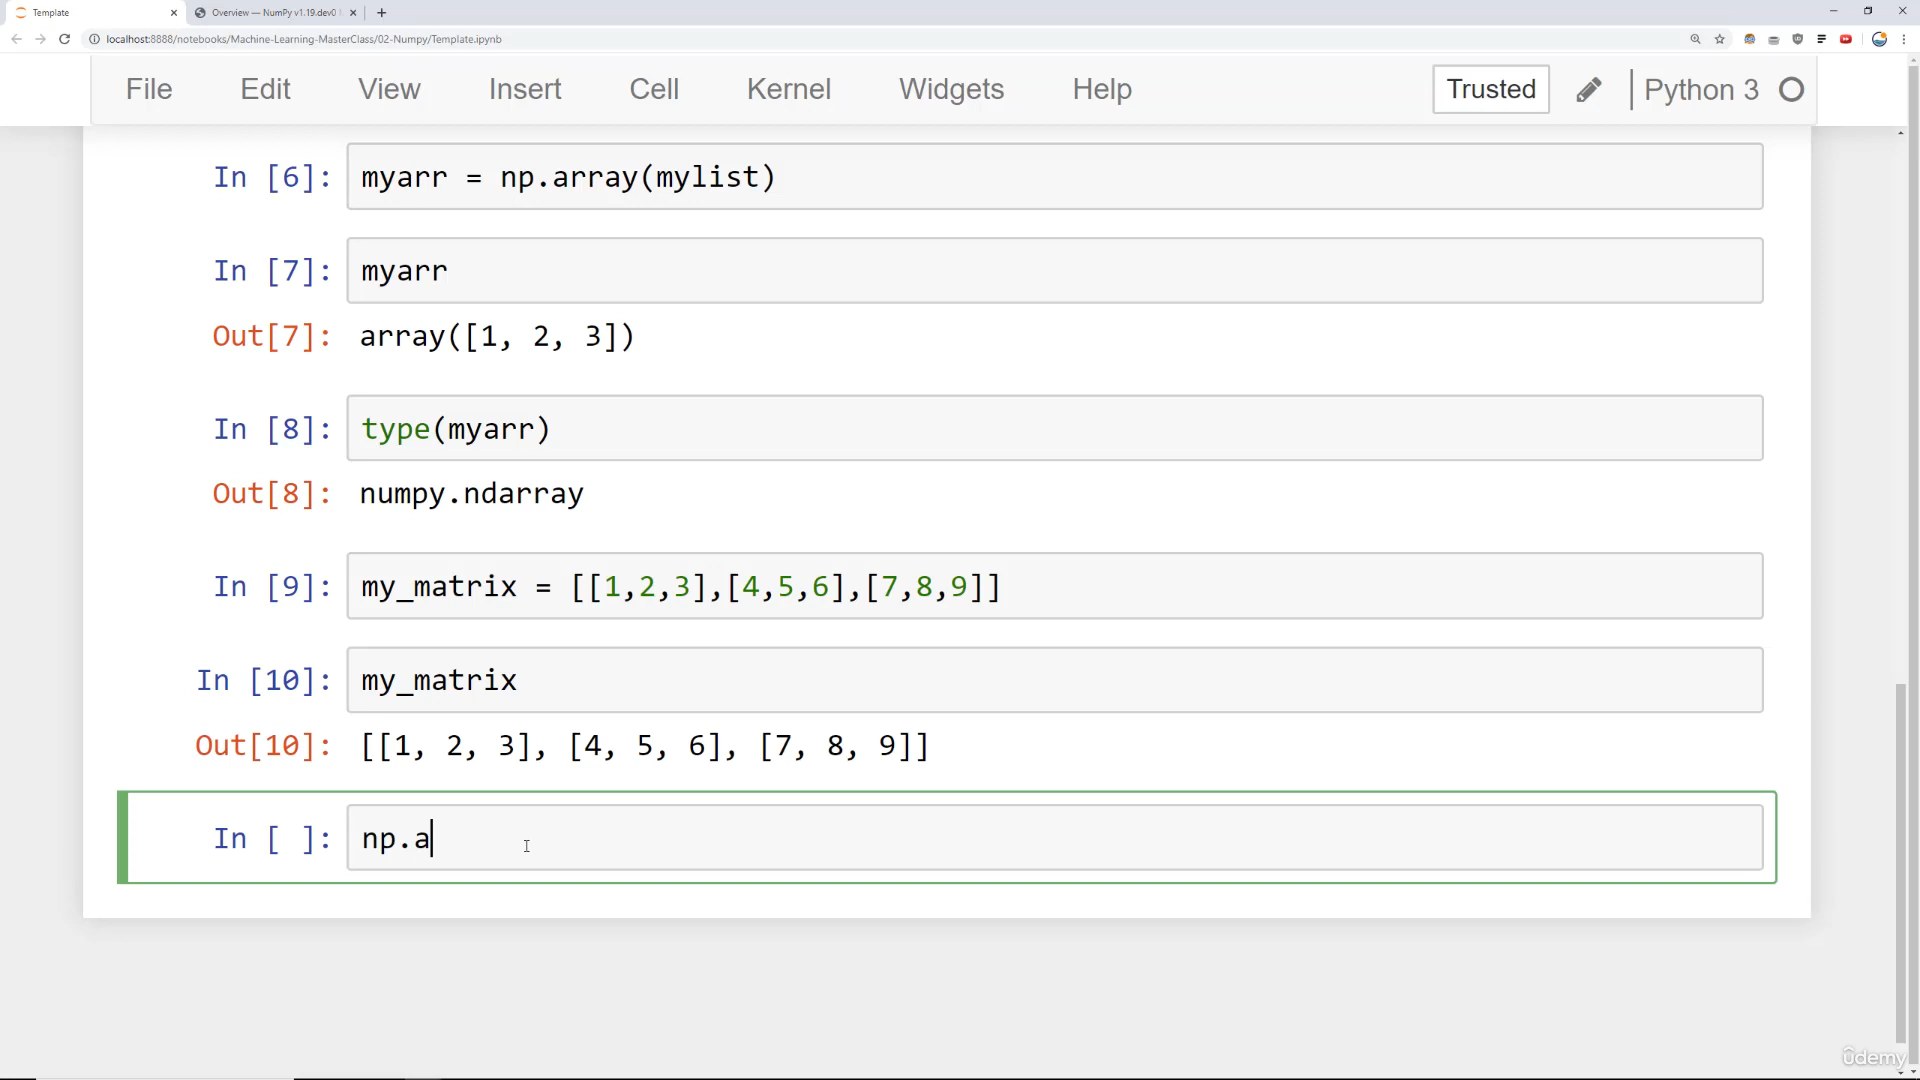 Template
Overview — NumPy v1.19.dev0
localhost:8888/notebooks/Machine-Learning-MasterClass/02-Numpy/Template.ipynb
File Edit View Insert Cell Kernel Widgets Help Trusted Python 3
In [6]: myarr = np.array(mylist)
In [7]: myarr
Out[7]: array([1, 2, 3])
In [8]: type(myarr)
Out[8]: numpy.ndarray
In [9]: my_matrix = [[1,2,3],[4,5,6],[7,8,9]]
In [10]: my_matrix
Out[10]: [[1, 2, 3], [4, 5, 6], [7, 8, 9]]
In [ ]: np.a
ûdemy